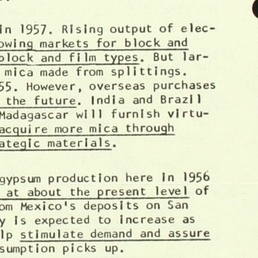 in 1957. Rising output of elec-
owing markets for block and
block and film types. But lar-
mica made from splittings.
55. However, overseas purchases
the future. India and Brazil
Madagascar will furnish virtu-
acquire more mica through
ategic materials.
gypsum production here in 1956
at about the present level of
om Mexico's deposits on San
y is expected to increase as
lp stimulate demand and assure
sumption picks up.